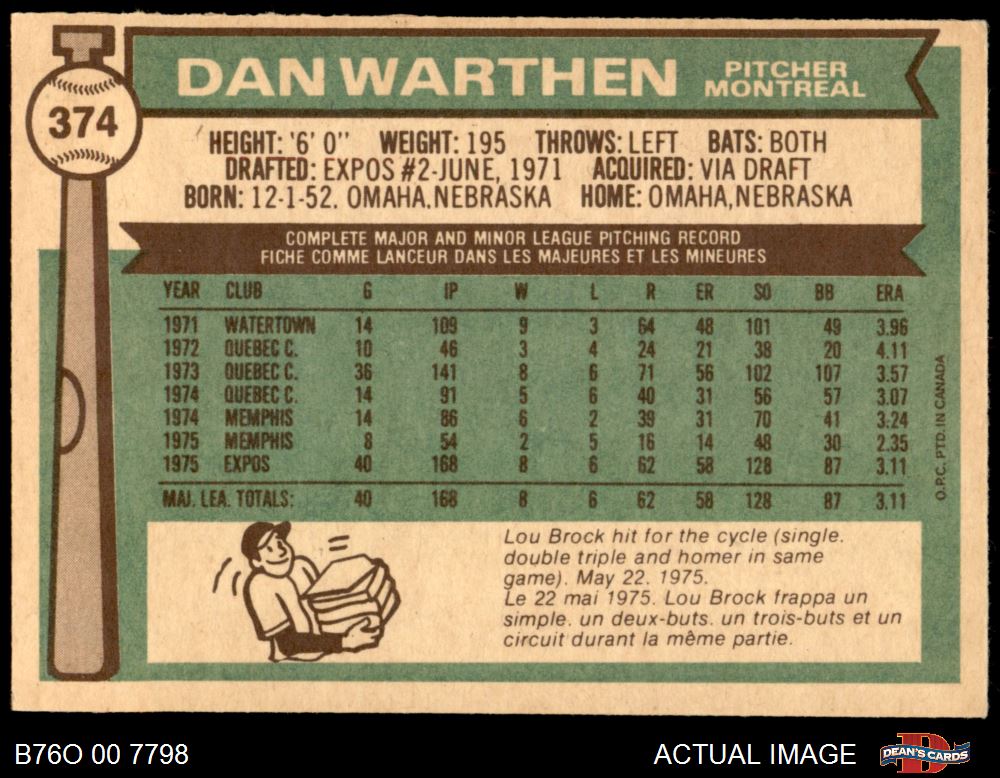 374
DAN WARTHEN
PITCHER
MONTREAL
HEIGHT: '6' 0" WEIGHT: 195 THROWS: LEFT BATS: BOTH
DRAFTED: EXPOS #2-JUNE, 1971 ACQUIRED: VIA DRAFT
BORN: 12-1-52. OMAHA.NEBRASKA HOME: OMAHA,NEBRASKA
COMPLETE MAJOR AND MINOR LEAGUE PITCHING RECORD
FICHE COMME LANCEUR DANS LES MAJEURES ET LES MINEURES
YEAR CLUB G IP W L R ER SO BB ERA
1971 WATERTOWN 14 109 9 3 64 48 101 49 3.96
1972 QUEBEC C. 10 46 3 4 24 21 38 20 4.11
1973 QUEBEC C. 36 141 8 6 71 56 102 107 3.57
1974 QUEBEC C. 14 91 5 6 40 31 56 57 3.07
1974 MEMPHIS 14 86 6 2 39 31 70 41 3.24
1975 MEMPHIS 8 54 2 5 16 14 48 30 2.35
1975 EXPOS 40 168 8 6 62 58 128 87 3.11
MAJ. LEA. TOTALS: 40 168 8 6 62 58 128 87 3.11
O.P.C. PTD. IN CANADA
Lou Brock hit for the cycle (single.
double triple and homer in same
game). May 22. 1975.
Le 22 mai 1975. Lou Brock frappa un
simple. un deux-buts. un trois-buts et un
circuit durant la même partie.
B76O 00 7798
ACTUAL IMAGE
DEAN'S CARDS